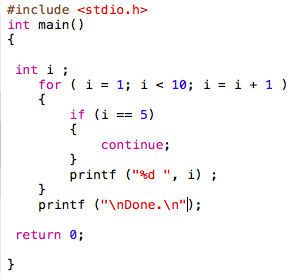 #include <stdio.h>
int main()
{
int i ;
for ( i = 1; i < 10; i = i + 1 )
{
if (i == 5)
{
continue;
}
printf ("%d ", i) ;
}
printf ("\nDone.\n");
return 0;
}